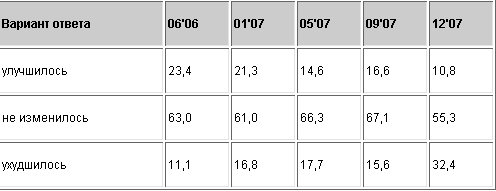 Вариант ответа 06'06 01'07 05'07 09'07 12'07
улучшилось 23,4 21,3 14,6 16,6 10,8
не изменилось 63,0 61,0 66,3 67,1 55,3
ухудшилось 11,1 16,8 17,7 15,6 32,4